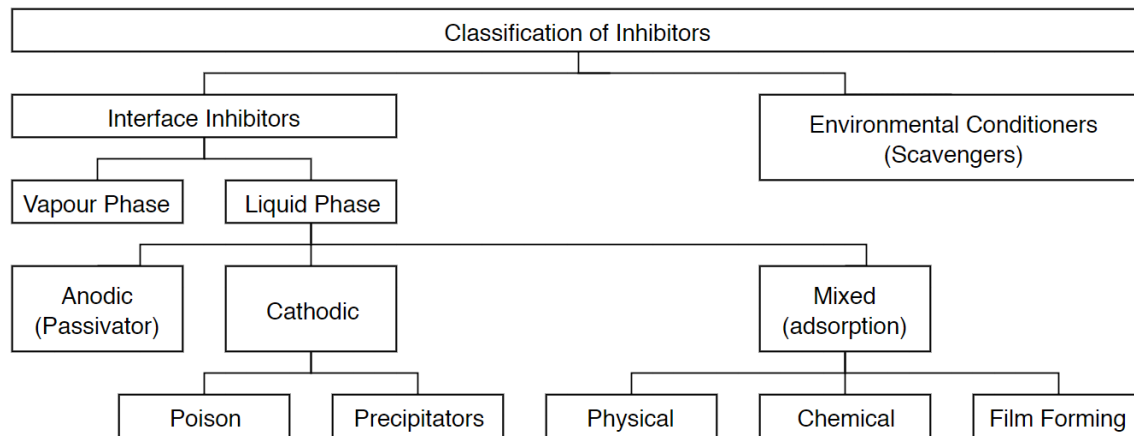 Classification of Inhibitors
Interface Inhibitors
Environmental Conditioners
(Scavengers)
Vapour Phase
Liquid Phase
Anodic
(Passivator)
Cathodic
Mixed
(adsorption)
Poison
Precipitators
Physical
Chemical
Film Forming